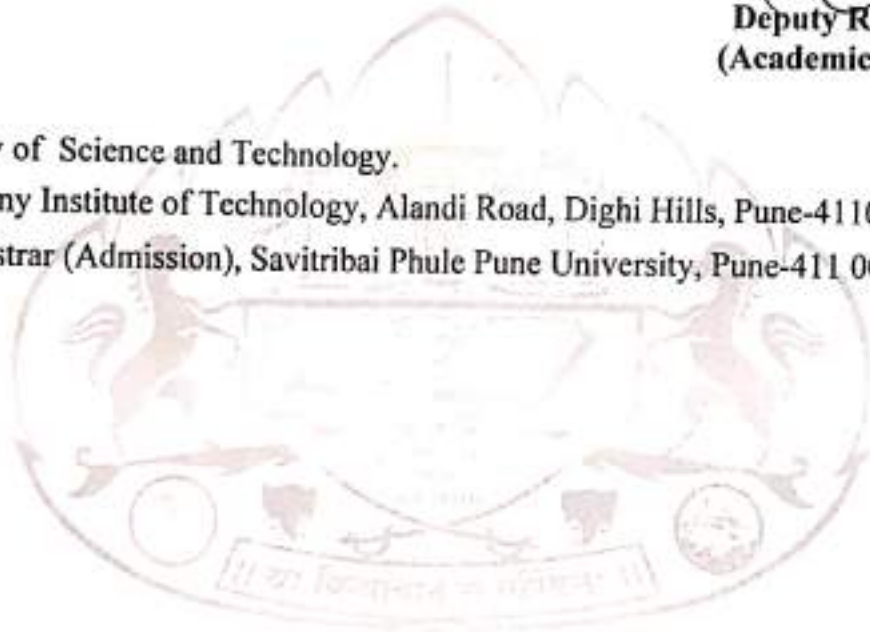 Deputy R
(Academic
of Science and Technology.
ny Institute of Technology, Alandi Road, Dighi Hills, Pune-4110
strar (Admission), Savitribai Phule Pune University, Pune-411 0